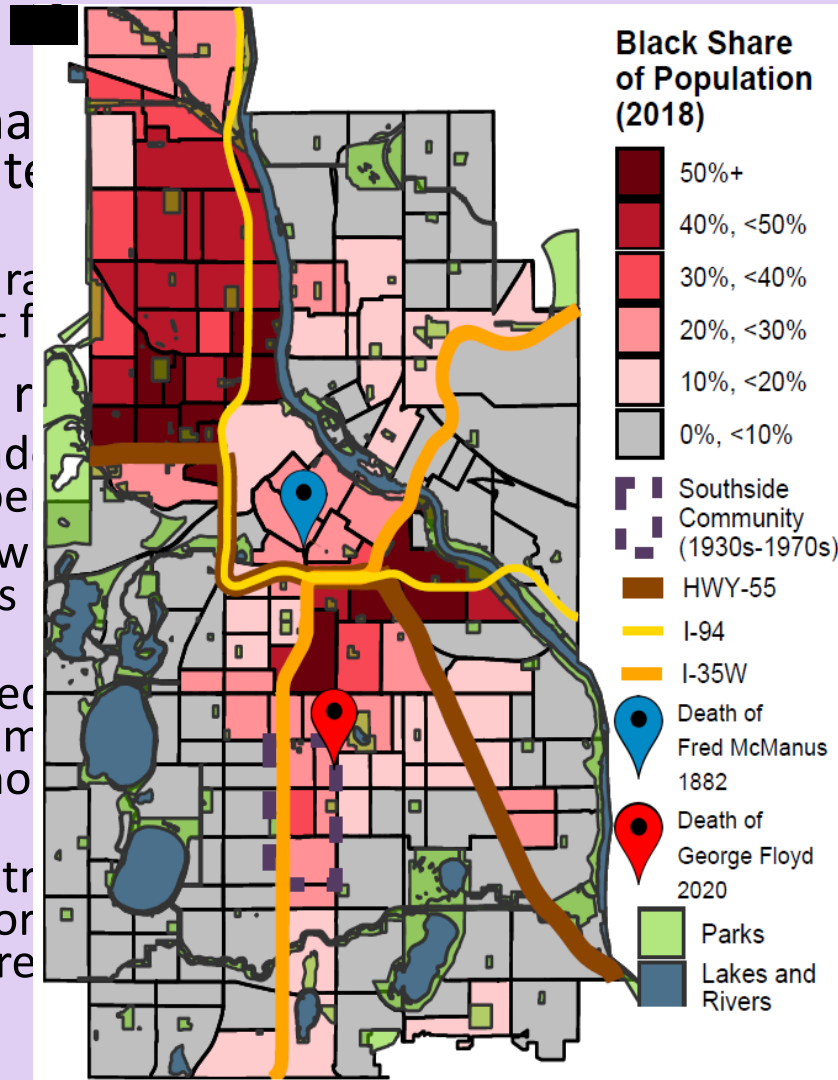 Black Share
of Population
(2018)
50%+
40%, <50%
30%, <40%
20%, <30%
10%, <20%
0%, <10%
Southside
Community
(1930s-1970s)
HWY-55
I-94
I-35W
Death of
Fred McManus
1882
Death of
George Floyd
2020
Parks
Lakes and
Rivers